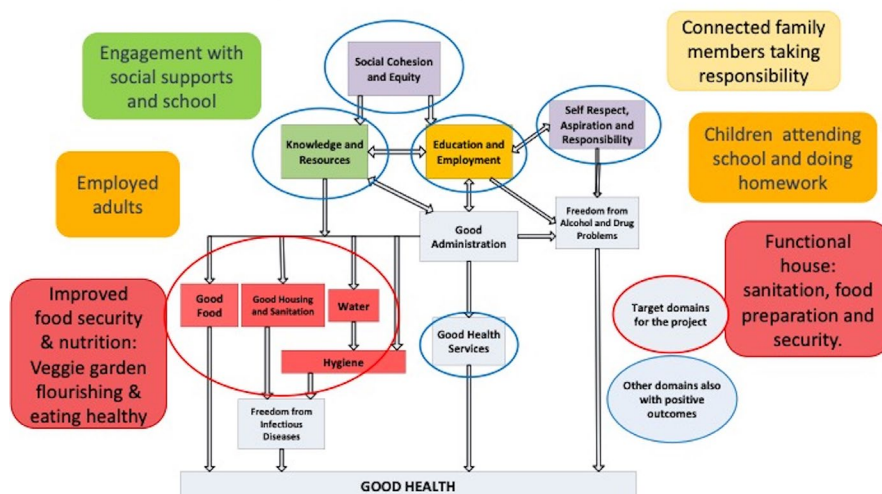 Engagement with
social supports
and school
Social Cohesion
and Equity
Connected family
members taking
responsibility
Self Respect,
Aspiration and
Responsibility
Knowledge and
Resources
Education and
Employment
Children attending
school and doing
homework
Employed
adults
Good
Administration
Freedom from
Alcohol and Drug
Problems
Functional
house:
sanitation, food
preparation and
security.
Improved
food security
& nutrition:
Veggie garden
flourishing &
eating healthy
Good
Food
Good Housing
and Sanitation
Water
Hygiene
Good Health
Services
Target domains
for the project
Other domains also
with positive
outcomes
Freedom from
Infectious
Diseases
GOOD HEALTH